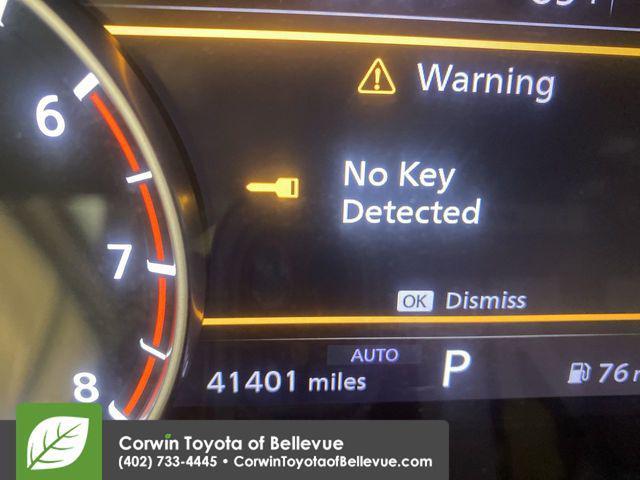 Warning
6
No Key
Detected
7
OK Dismiss
AUTO
41401 miles
P
76
8
Corwin Toyota of Bellevue
(402) 733-4445 • CorwinToyotaofBellevue.com